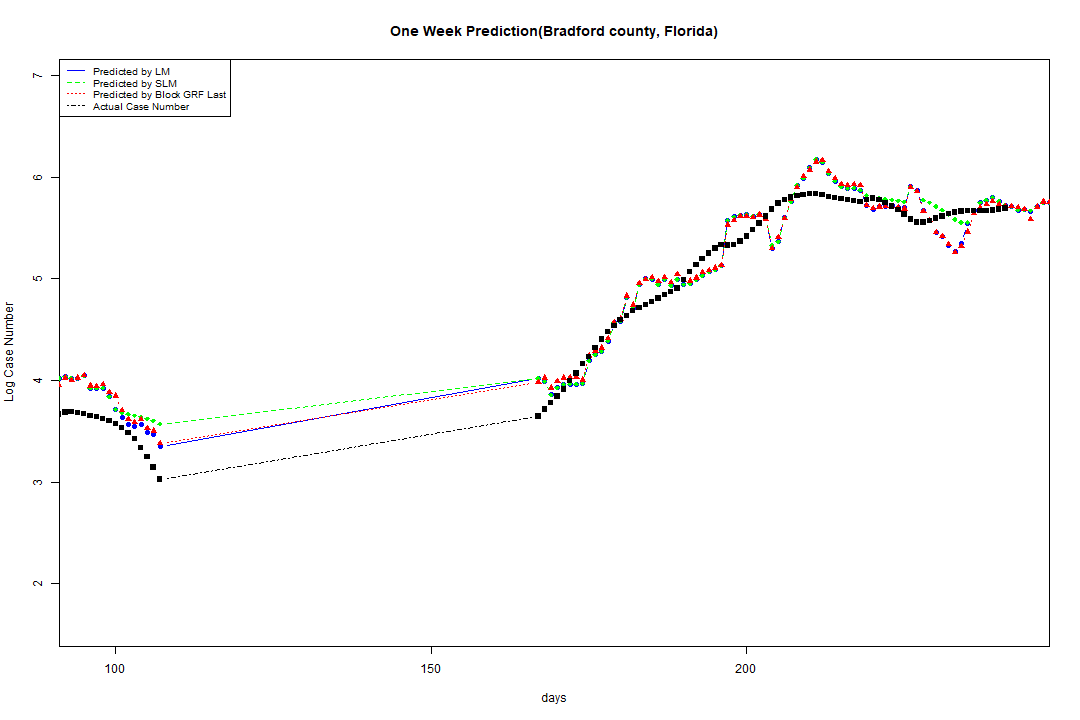 One Week Prediction(Bradford county, Florida)
Predicted by LM
Predicted by SLM
Predicted by Block GRF Last
Actual Case Number
7
6
5
4
3
2
Log Case Number
100 150 200
days